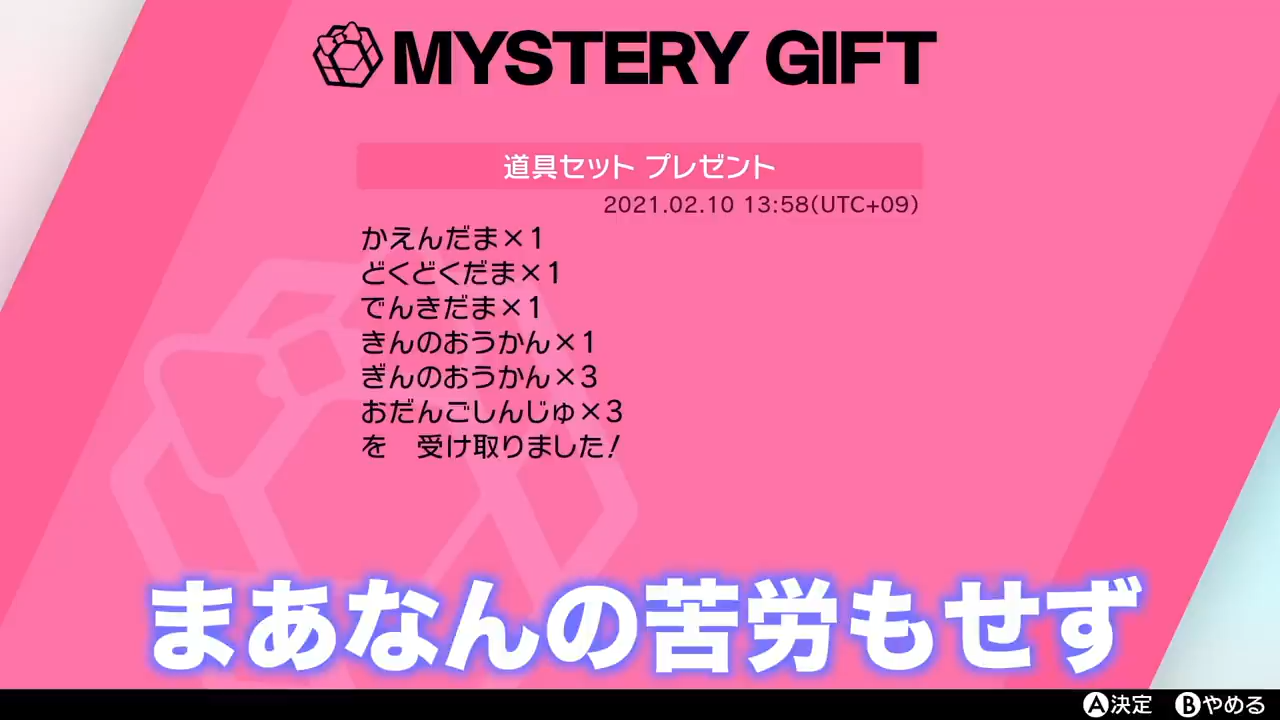 MYSTERY GIFT
道具セット プレゼント
2021.02.10 13:58(UTC+09)
かえんだま×1
どくどくだま×1
でんきだま×1
きんのおうかん×1
ぎんのおうかん×3
おだんごしんじゅ×3
を　受け取りました!
まあなんの苦労もせず
Ⓐ決定 Ⓑやめる